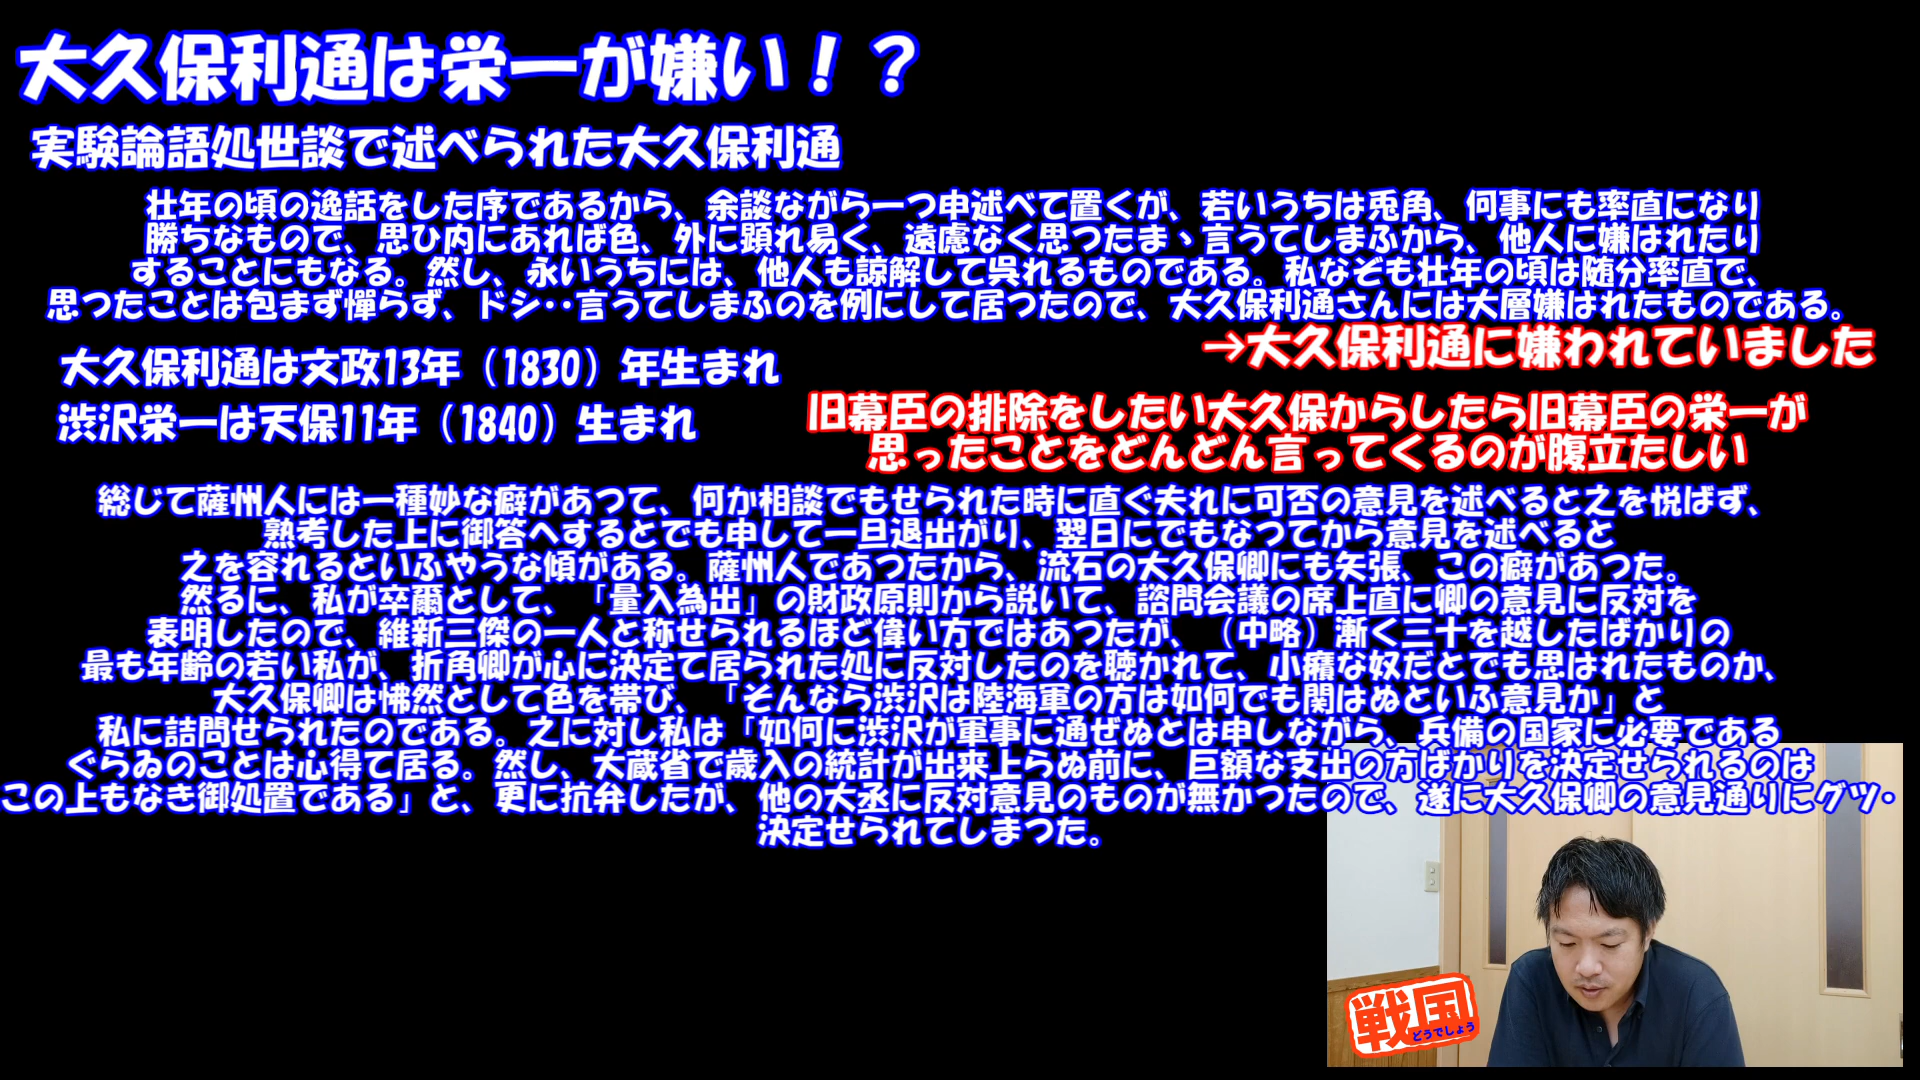 大久保利通は栄一が嫌い！？
実験論語処世談で述べられた大久保利通
壮年の頃の逸話をした序であるから、余談ながら一つ申述べて置くが、若いうちは兎角、何事にも率直になり
勝ちなもので、思ひ内にあれば色、外に顕れ易く、遠慮なく思つたまゝ言うてしまふから、他人に嫌はれたり
することにもなる。然し、永いうちには、他人も諒解して呉れるものである。私なぞも壮年の頃は随分率直で、
思つたことは包まず憚らず、ドシ‥言うてしまふのを例にして居つたので、大久保利通さんには大層嫌はれたものである。
→大久保利通に嫌われていました
大久保利通は文政13年（1830）年生まれ
渋沢栄一は天保11年（1840）生まれ
旧幕臣の排除をしたい大久保からしたら旧幕臣の栄一が
思ったことをどんどん言ってくるのが腹立たしい
総じて薩州人には一種妙な癖があつて、何か相談でもせられた時に直ぐ夫れに可否の意見を述べると之を悦ばず、
熟考した上に御答へするとでも申して一旦退出がり、翌日にでもなつてから意見を述べると
之を容れるといふやうな傾がある。薩州人であつたから、流石の大久保卿にも矢張、この癖があつた。
然るに、私が卒爾として、「量入為出」の財政原則から説いて、諮問会議の席上直に卿の意見に反対を
表明したので、維新三傑の一人と称せられるほど偉い方ではあつたが、（中略）漸く三十を越したばかりの
最も年齢の若い私が、折角卿が心に決定て居られた処に反対したのを聴かれて、小癪な奴だとでも思はれたものか、
大久保卿は怫然として色を帯び、「そんなら渋沢は陸海軍の方は如何でも関はぬといふ意見か」と
私に詰問せられたのである。之に対し私は「如何に渋沢が軍事に通ぜぬとは申しながら、兵備の国家に必要である
ぐらゐのことは心得て居る。然し、大蔵省で歳入の統計が出来上らぬ前に、巨額な支出の方ばかりを決定せられるのは
この上もなき御処置である」と、更に抗弁したが、他の大丞に反対意見のものが無かつたので、遂に大久保卿の意見通りにグツ・
決定せられてしまつた。
戦国
どうでしょう